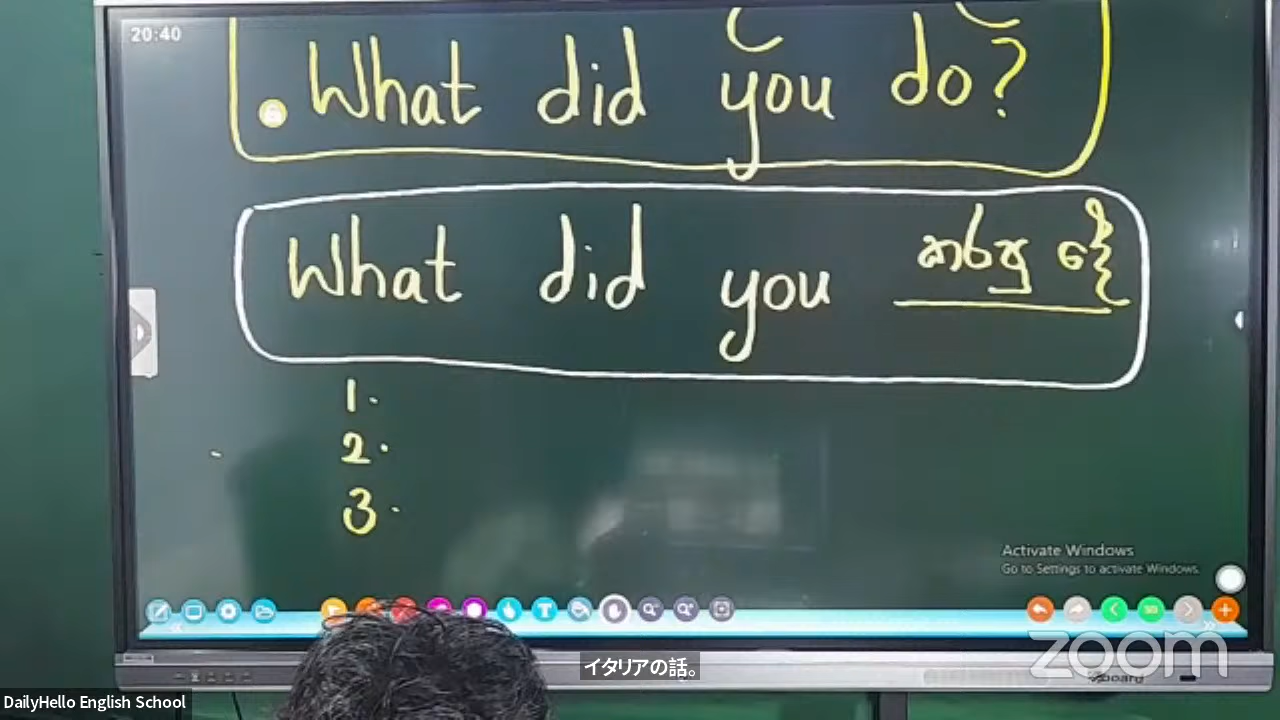 20:40
What did you do?
What did you කරපු දේ
1.
2.
3.
Activate Windows
Go to Settings to activate Windows.
zoom
イタリアの話。
DailyHello English School